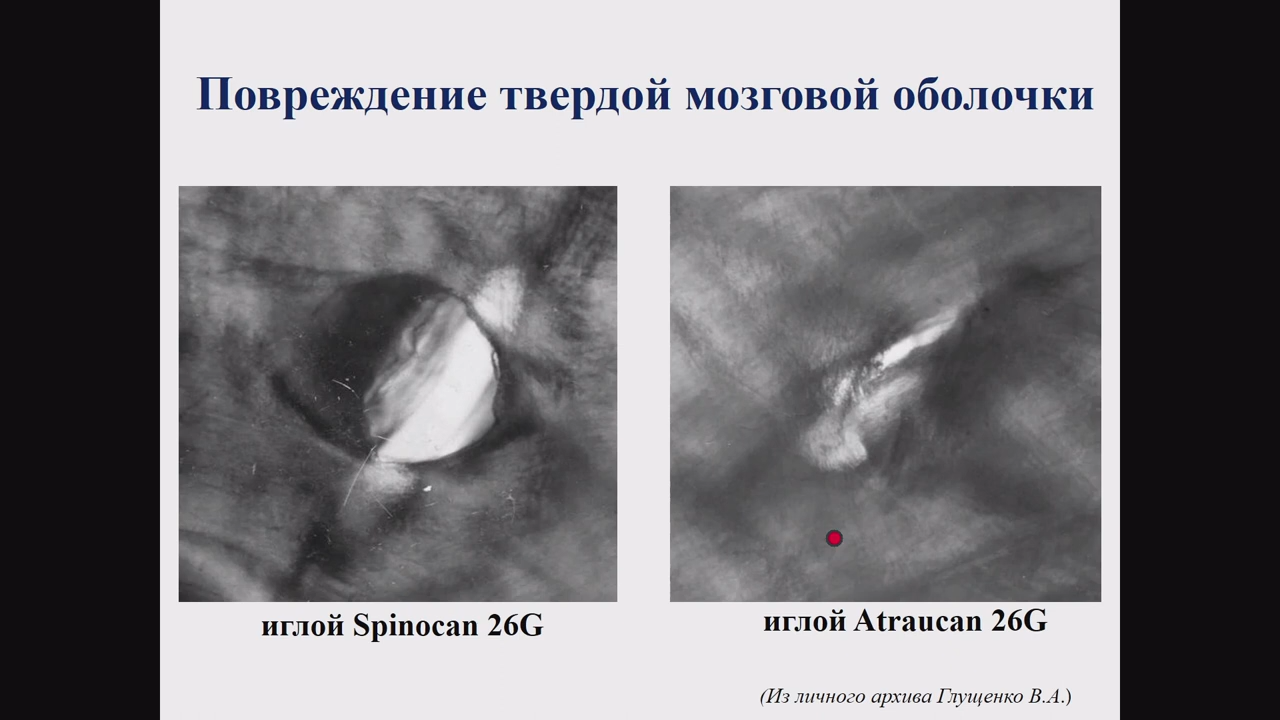 Повреждение твердой мозговой оболочки
иглой Spinocan 26G
иглой Atraucan 26G
(Из личного архива Глущенко В.А.)